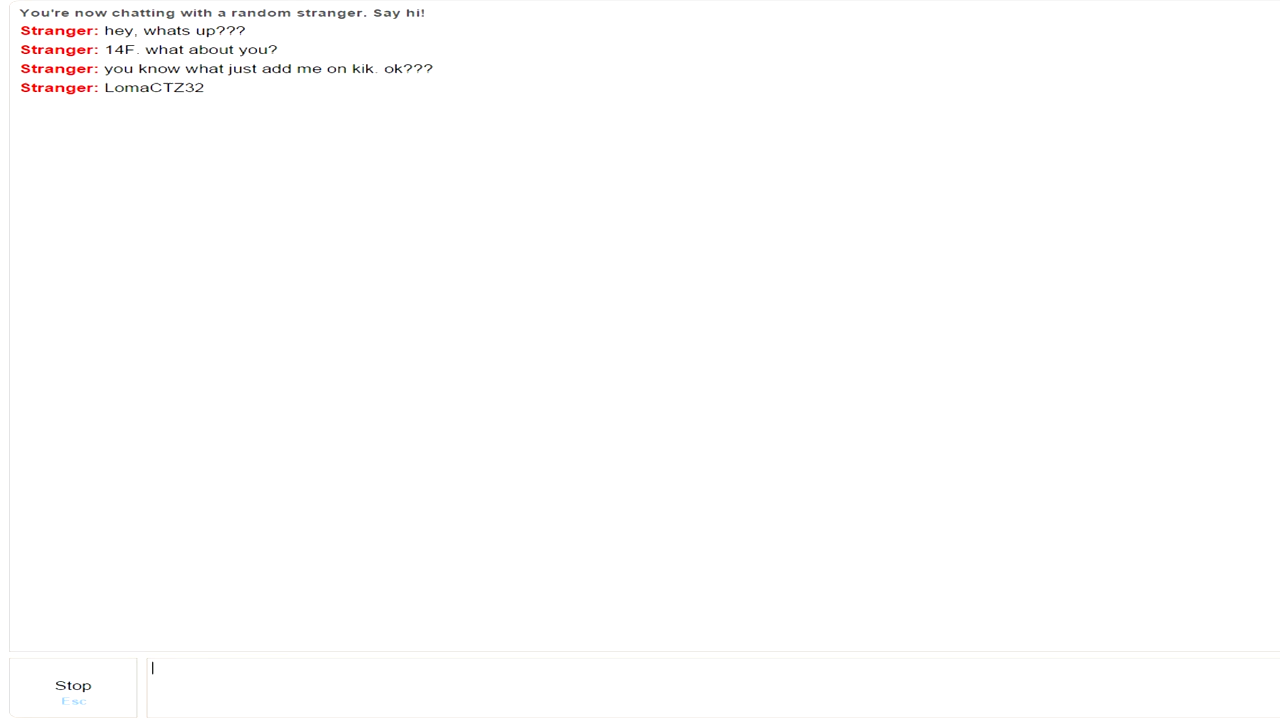 You're now chatting with a random stranger. Say hi!
Stranger: hey, whats up???
Stranger: 14F. what about you?
Stranger: you know what just add me on kik. ok???
Stranger: LomaCTZ32
Stop
Esc